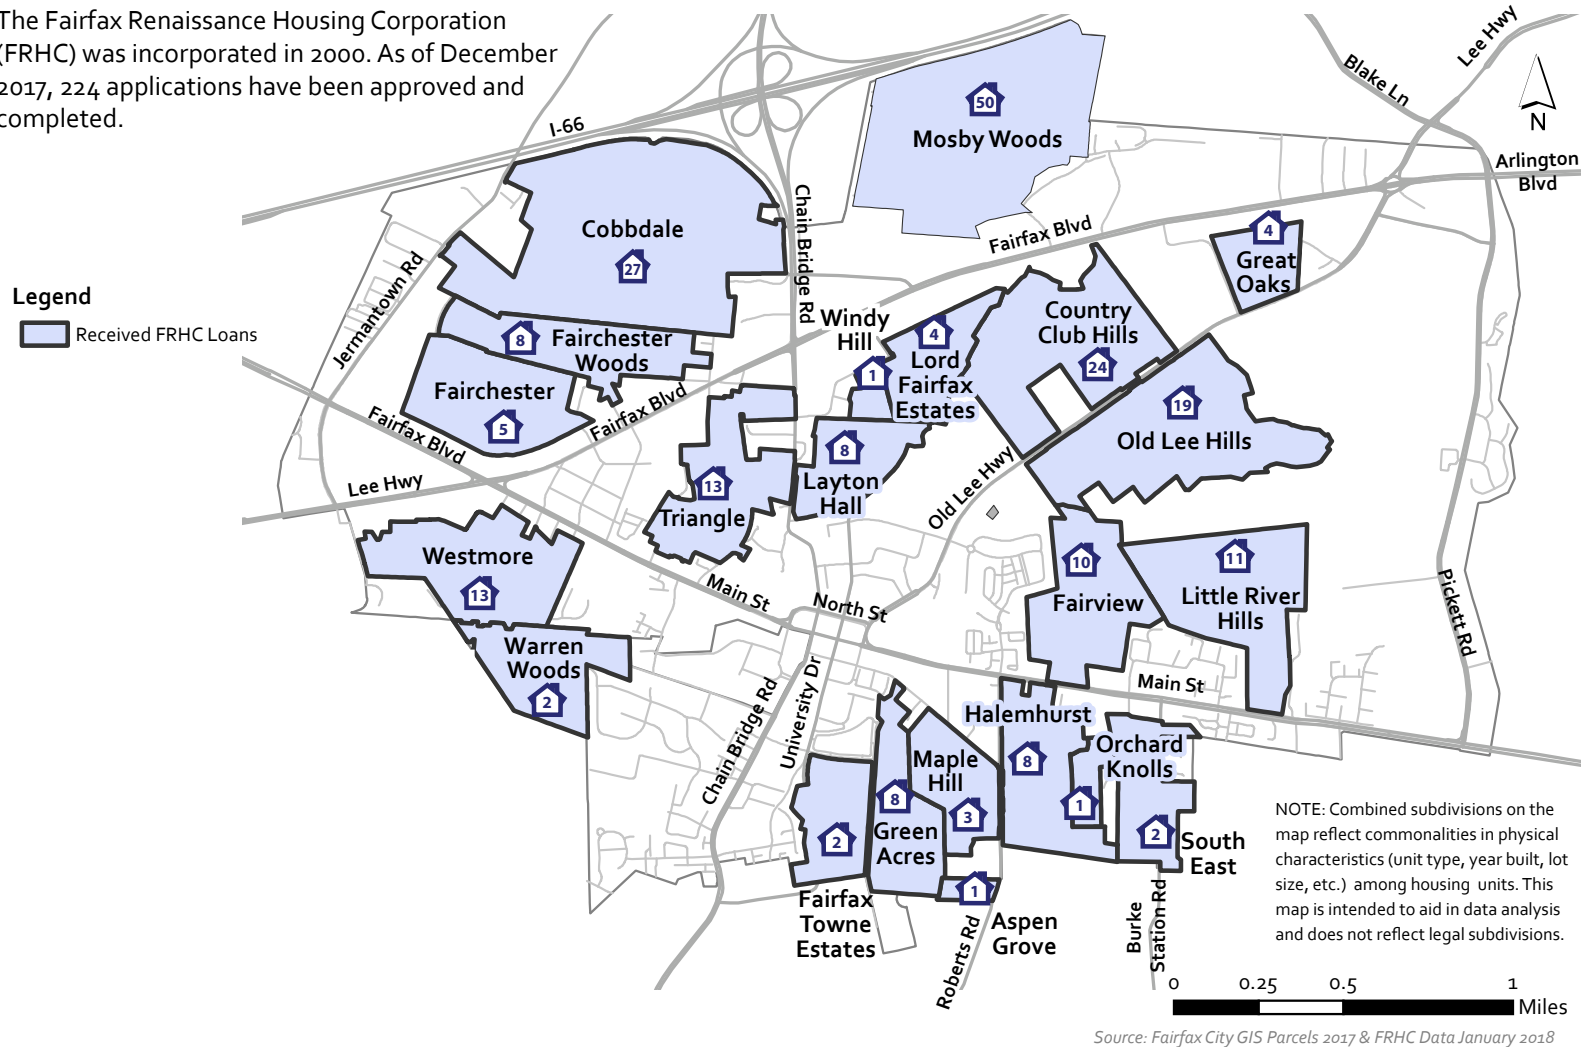 The Fairfax Renaissance Housing Corporation
(FRHC) was incorporated in 2000. As of December
2017, 224 applications have been approved and
completed.
Legend
Received FRHC Loans
I-66
Jermantown Rd
Chain Bridge Rd
50
Mosby Woods
Blake Ln
Lee Hwy
N
Arlington
Blvd
Cobbdale
27
Fairfax Blvd
4
Great
Oaks
8
Fairchester
Woods
Fairchester
5
Fairfax Blvd
Windy
Hill
1
4
Lord
Fairfax
Estates
Country
Club Hills
24
19
Old Lee Hills
Fairfax Blvd
Lee Hwy
13
Triangle
8
Layton
Hall
Old Lee Hwy
Westmore
13
Main St
North St
10
Fairview
11
Little River
Hills
Pickett Rd
Warren
Woods
2
Chain Bridge Rd
University Dr
Main St
Halemhurst
8
Orchard
Knolls
1
Maple
Hill
3
8
Green
Acres
2
Fairfax
Towne
Estates
2
South
East
1
Aspen
Grove
Roberts Rd
Burke
Station Rd
NOTE: Combined subdivisions on the
map reflect commonalities in physical
characteristics (unit type, year built, lot
size, etc.) among housing units. This
map is intended to aid in data analysis
and does not reflect legal subdivisions.
0 0.25 0.5 1
Miles
Source: Fairfax City GIS Parcels 2017 & FRHC Data January 2018